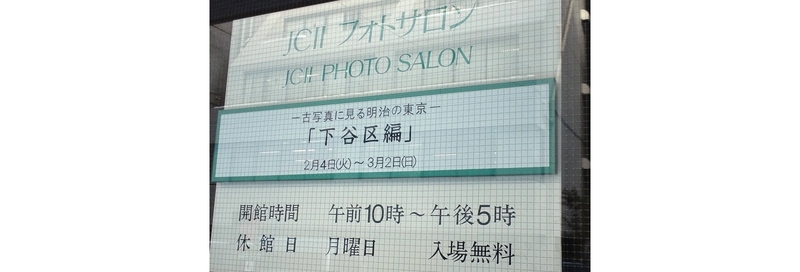 JCII フォトサロン
JCII PHOTO SALON
―古写真に見る明治の東京―
「下谷区編」
2月4日(火)～3月2日(日)
開館時間 午前10時～午後5時
休館日 月曜日 入場無料